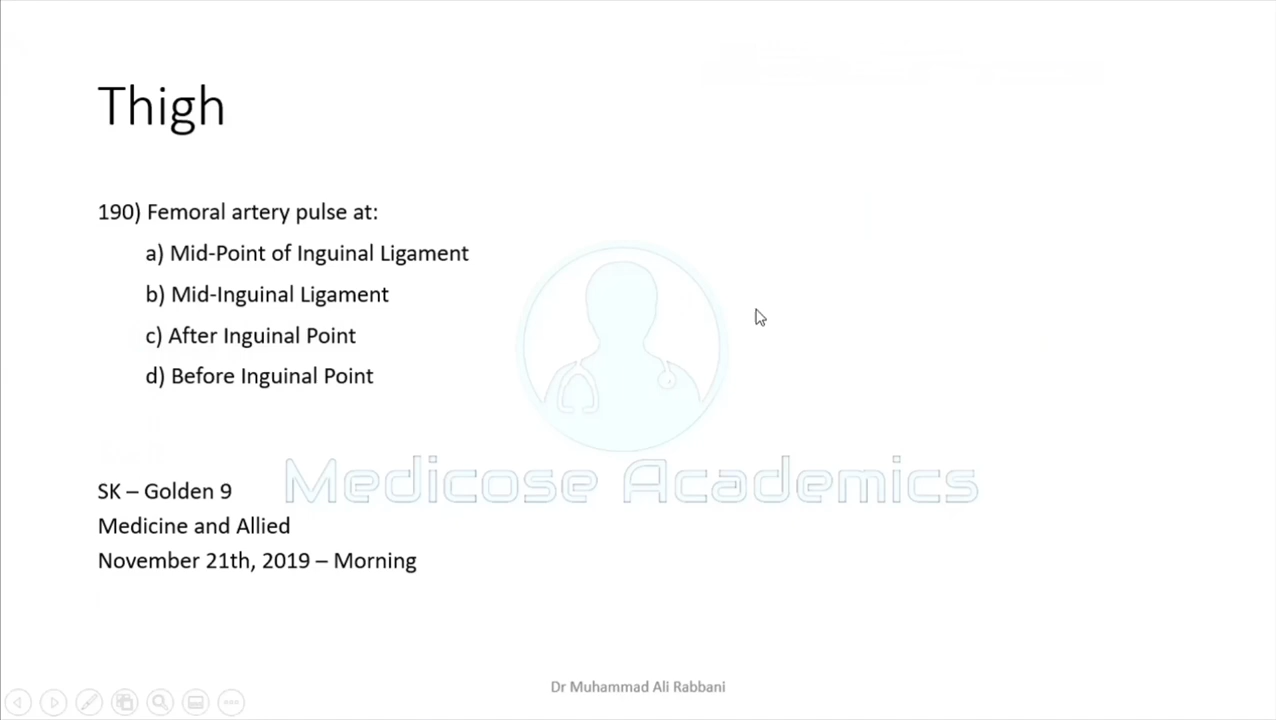 Thigh
190) Femoral artery pulse at:
a) Mid-Point of Inguinal Ligament
b) Mid-Inguinal Ligament
c) After Inguinal Point
d) Before Inguinal Point
Medicose Academics
SK – Golden 9
Medicine and Allied
November 21th, 2019 – Morning
Dr Muhammad Ali Rabbani